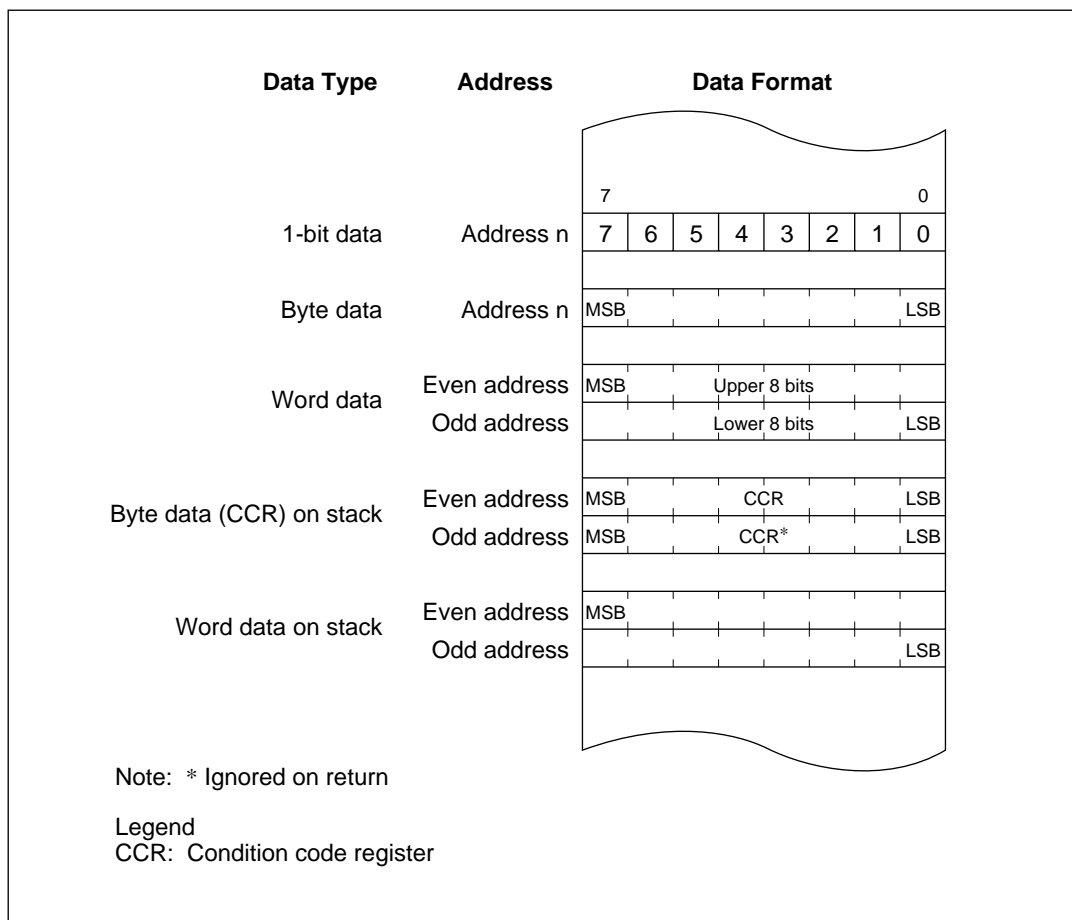 Data Type Address Data Format
7 0
1-bit data Address n 7 6 5 4 3 2 1 0
Byte data Address n MSB LSB
Word data
Even address MSB Upper 8 bits
Odd address Lower 8 bits LSB
Byte data (CCR) on stack
Even address MSB CCR LSB
Odd address MSB CCR* LSB
Word data on stack
Even address MSB
Odd address LSB
Note: * Ignored on return
Legend
CCR: Condition code register